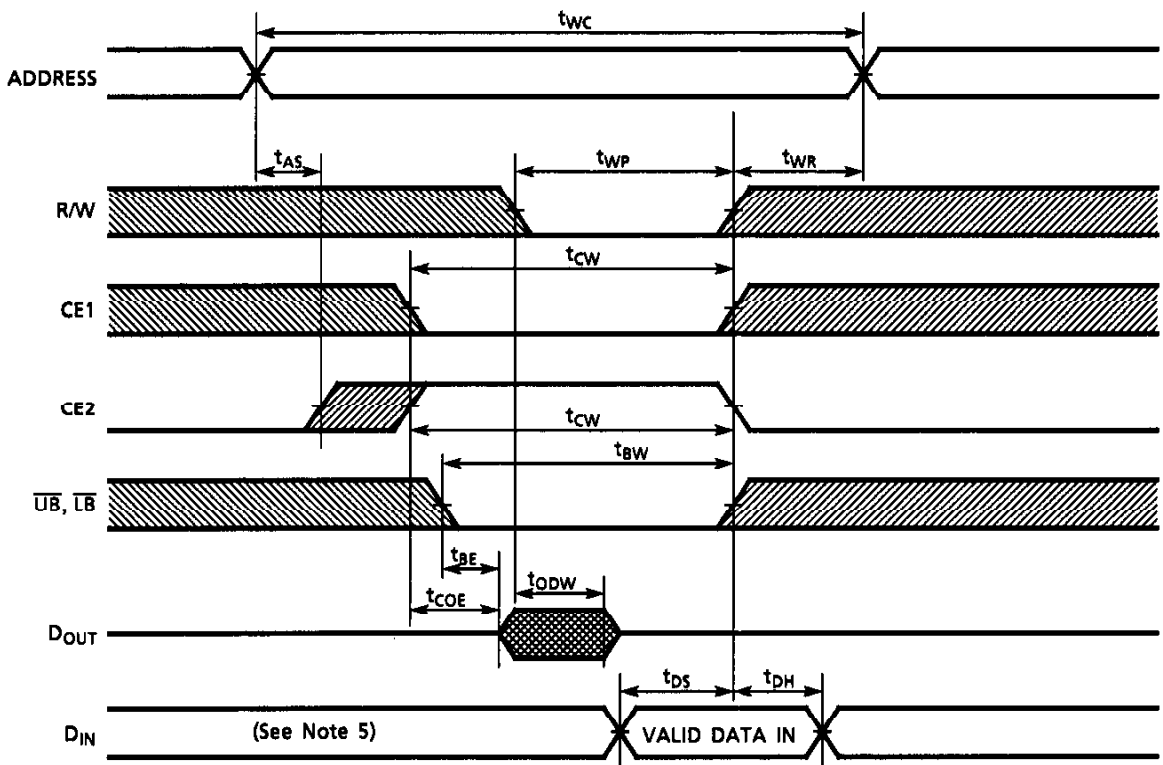 tWC
ADDRESS
tAS
tWP
tWR
R/W
tCW
CE1
CE2
tCW
tBW
UB, LB
tBE
tODW
tCOE
DOUT
tDS
tDH
DIN
(See Note 5)
VALID DATA IN